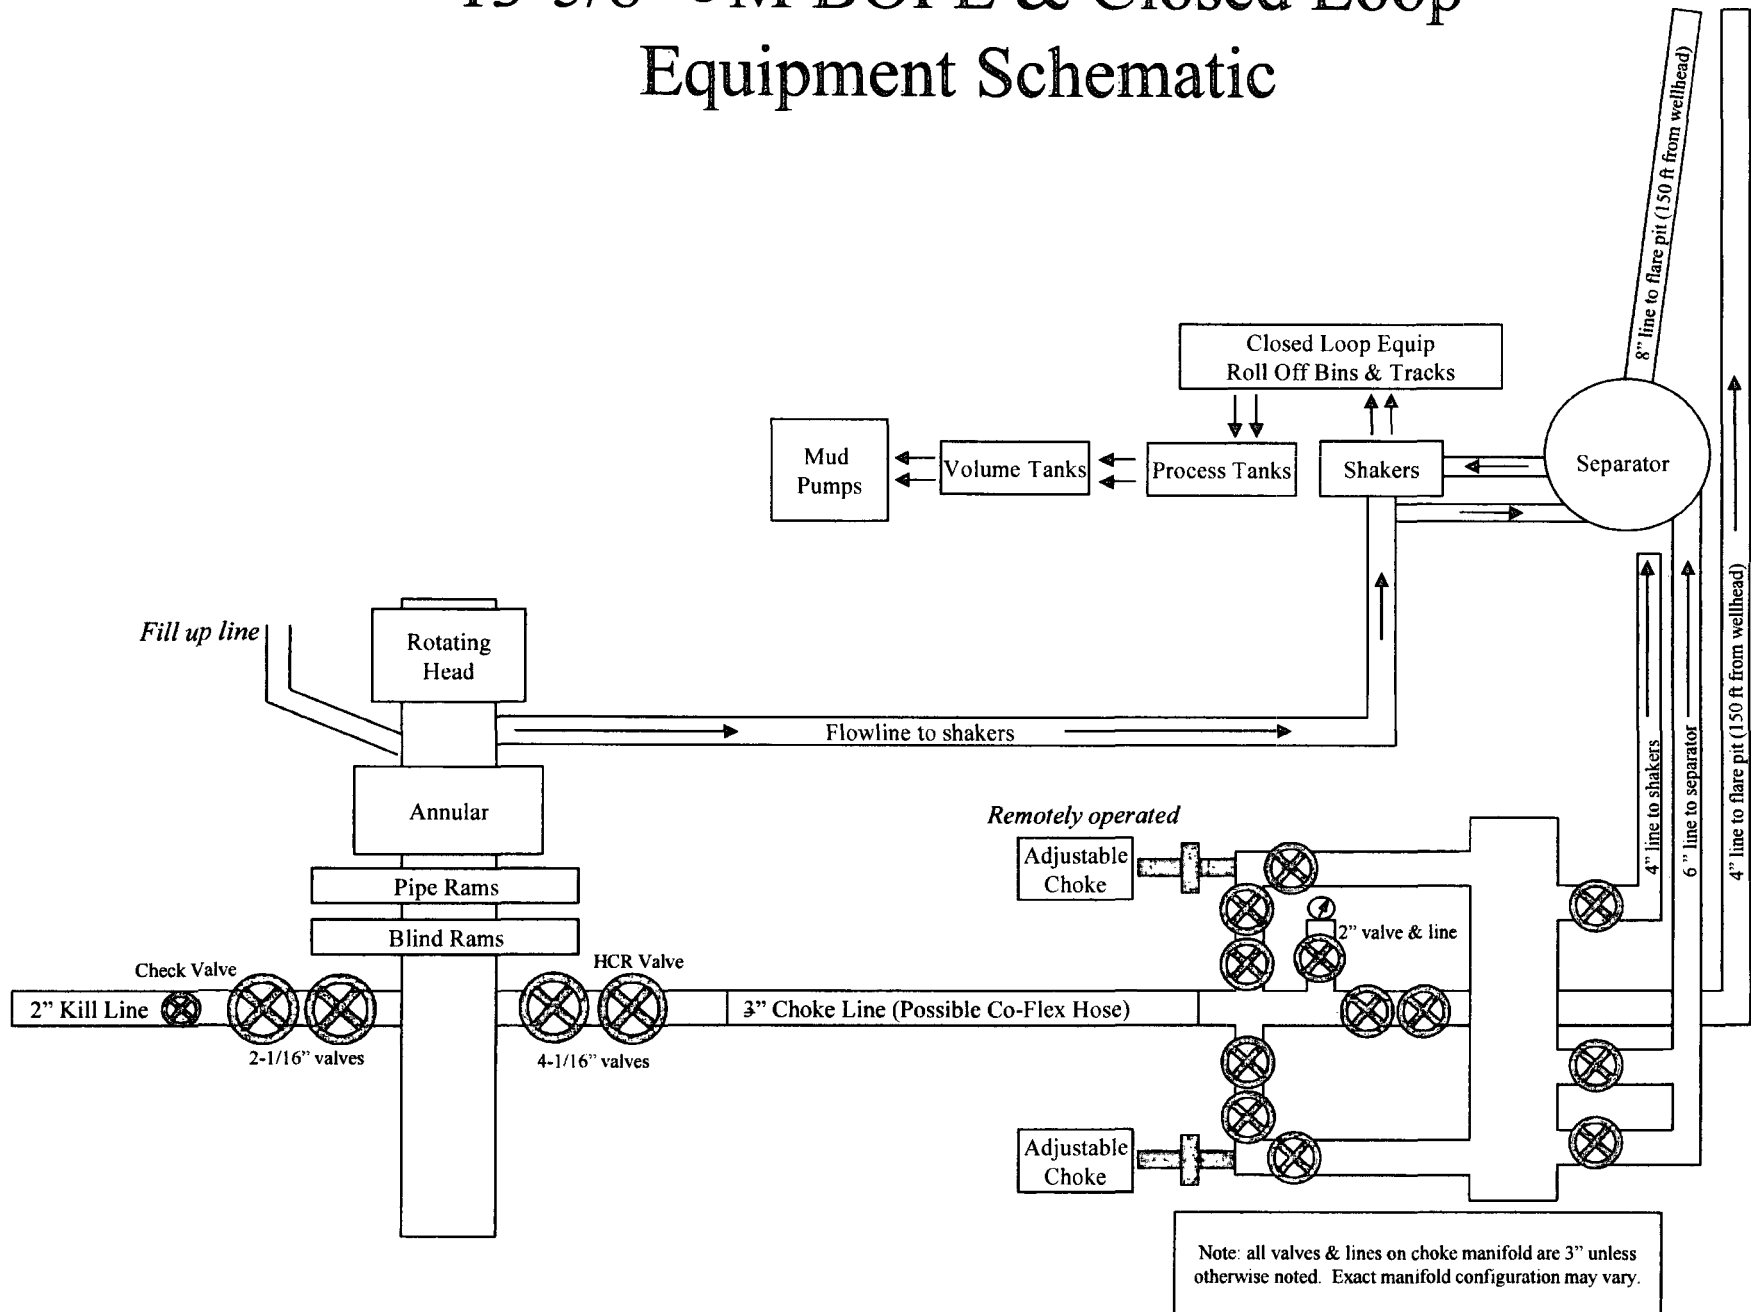 BOPE & Closed Loop
Equipment Schematic
8” line to flare pit (150 ft from wellhead)
Closed Loop Equip
Roll Off Bins & Tracks
Mud
Pumps
Volume Tanks
Process Tanks
Shakers
Separator
Fill up line
Rotating
Head
Flowline to shakers
Annular
Pipe Rams
Blind Rams
Remotely operated
Adjustable
Choke
4” line to shakers
6” line to separator
4” line to flare pit (150 ft from wellhead)
2” valve & line
Check Valve
HCR Valve
2” Kill Line
3” Choke Line (Possible Co-Flex Hose)
2-1/16” valves
4-1/16” valves
Adjustable
Choke
Note: all valves & lines on choke manifold are 3” unless
otherwise noted. Exact manifold configuration may vary.